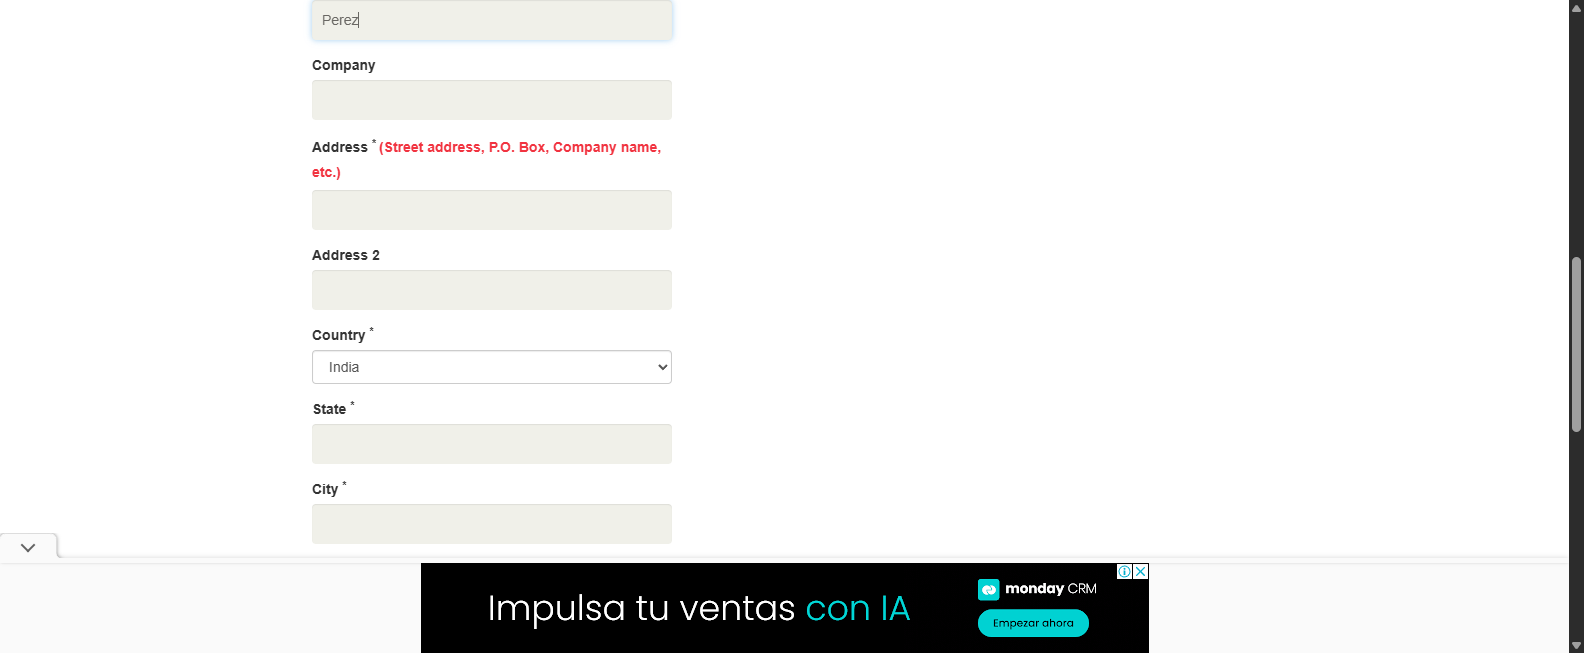 Perez
Company
Address * (Street address, P.O. Box, Company name,
etc.)
Address 2
Country *
India
State *
City *
Impulsa tu ventas con IA
monday CRM
Empezar ahora